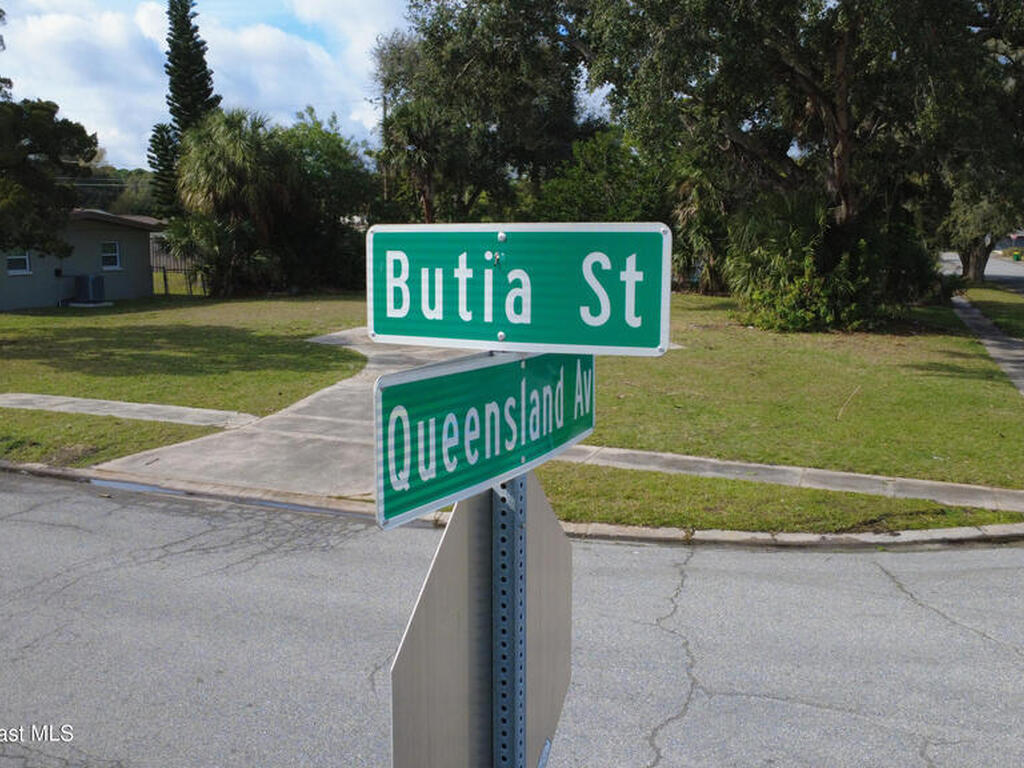 Butia St
Queensland Av
ast MLS